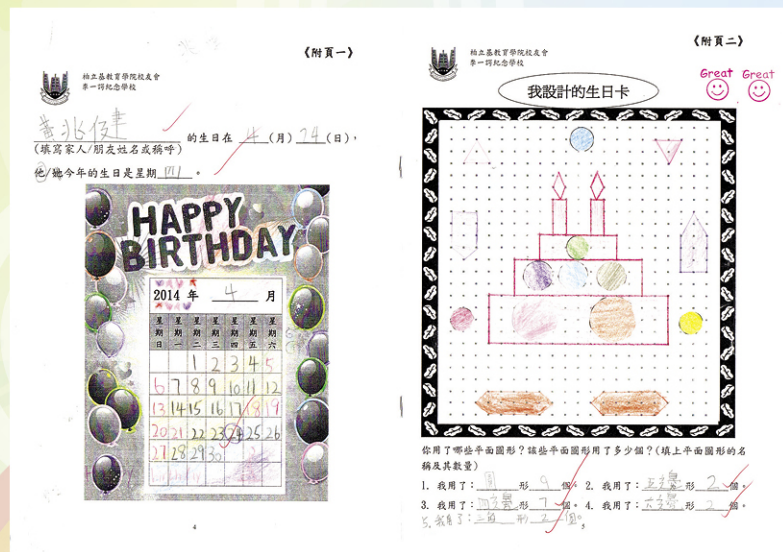 《附頁一》
柏立基教育學院校友會
李一諤紀念學校
黃兆俊 的生日在 4 (月) 24 (日),
(填寫家人/朋友姓名或稱呼)
他/她今年的生日是星期 四 。
HAPPY
BIRTHDAY
2014 年 4 月
星期日 星期一 星期二 星期三 星期四 星期五 星期六
1 2 3 4 5
6 7 8 9 10 11 12
13 14 15 16 17 18 19
20 21 22 23 24 25 26
27 28 29 30
4
《附頁二》
柏立基教育學院校友會
李一諤紀念學校
我設計的生日卡
Great Great
你用了哪些平面圖形?該些平面圖形用了多少個?(填上平面圖形的名
稱及其數量)
1. 我用了: 圓 形 9 個。 2. 我用了: 五邊 形 2 個。
3. 我用了: 四邊 形 7 個。 4. 我用了: 六邊 形 2 個。
5. 我用了: 三角 形 2 個。
5